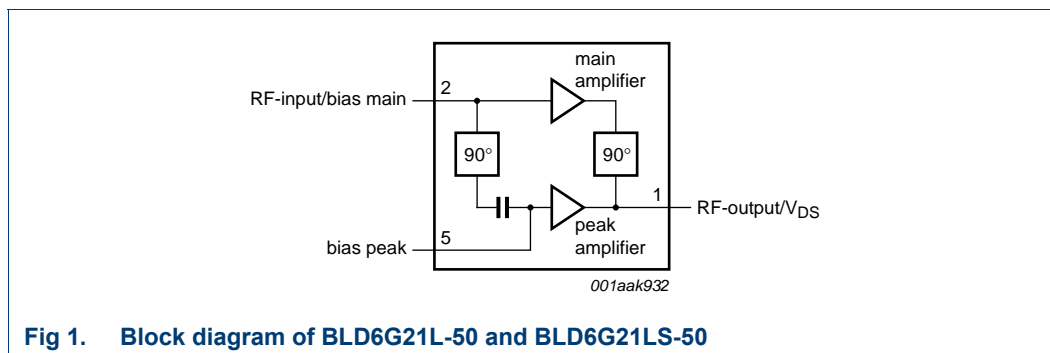 main
amplifier
2
RF-input/bias main
90°
90°
1
RF-output/VDS
peak
amplifier
5
bias peak
001aak932
Fig 1. Block diagram of BLD6G21L-50 and BLD6G21LS-50